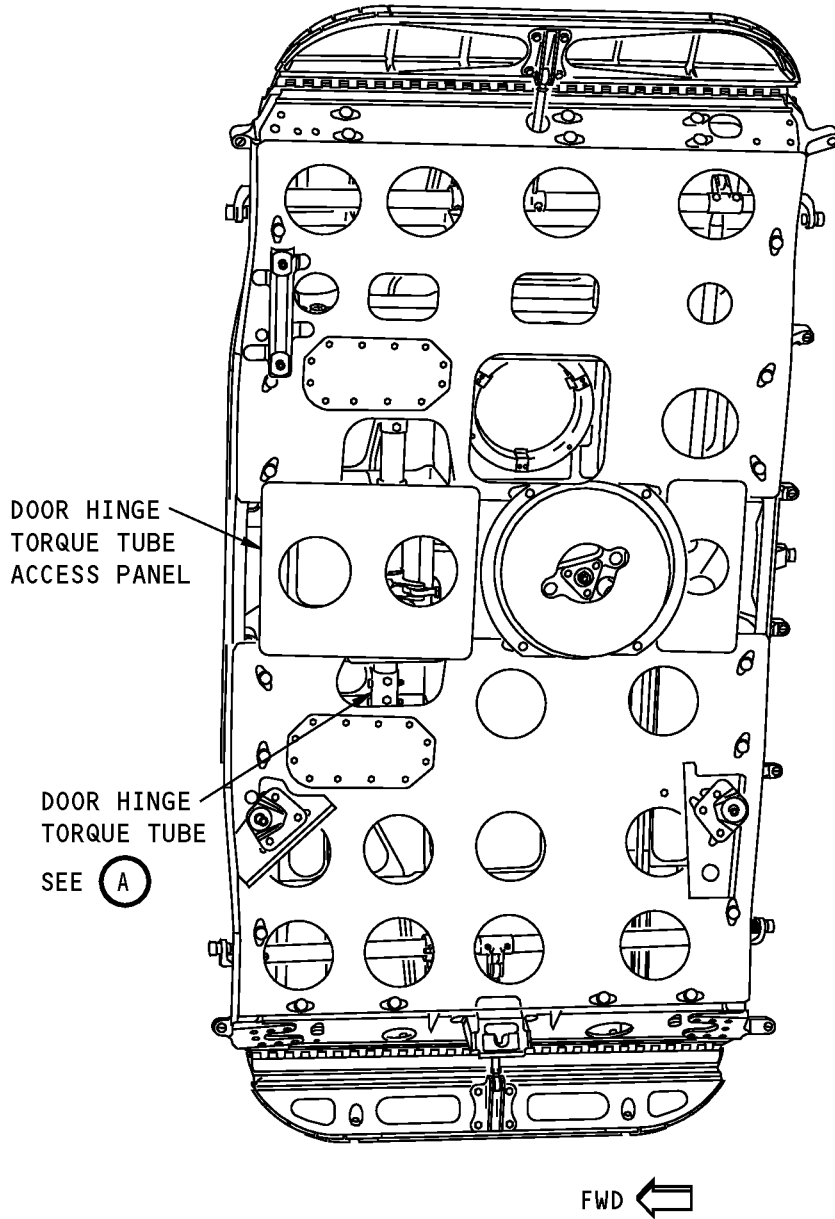 DOOR HINGE
TORQUE TUBE
ACCESS PANEL
DOOR HINGE
TORQUE TUBE
SEE A
FWD